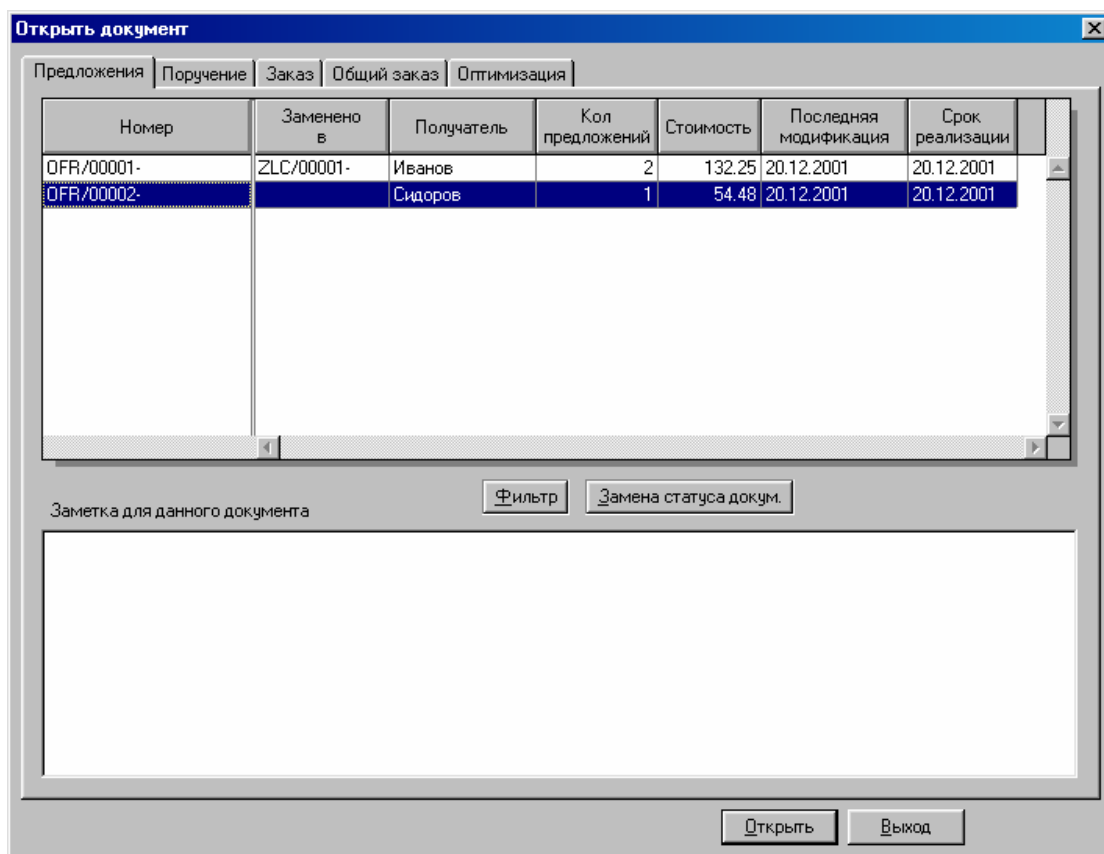 Открыть документ
Предложения Поручение Заказ Общий заказ Оптимизация
Номер Заменено в Получатель Кол предложений Стоимость Последняя модификация Срок реализации
OFR/00001- ZLC/00001- Иванов 2 132.25 20.12.2001 20.12.2001
OFR/00002- Сидоров 1 54.48 20.12.2001 20.12.2001
Фильтр Замена статуса докум.
Заметка для данного документа
Открыть Выход